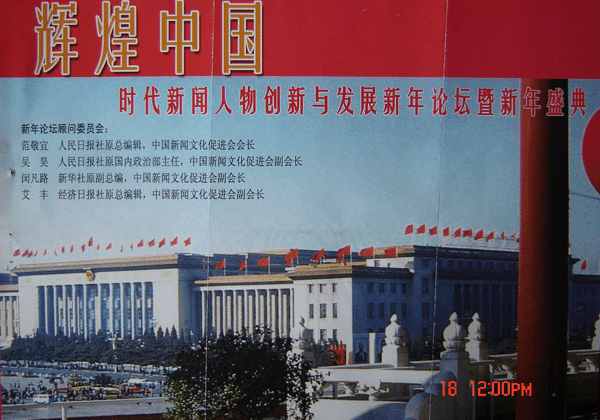 辉煌中国
时代新闻人物创新与发展新年论坛暨新年盛典
新年论坛顾问委员会：
范敬宜　人民日报社原总编辑，中国新闻文化促进会会长
吴　昊　人民日报社原国内政治部主任，中国新闻文化促进会副会长
闵凡路　新华社原副总编，中国新闻文化促进会副会长
艾　丰　经济日报社原总编辑，中国新闻文化促进会副会长
18 12:00PM